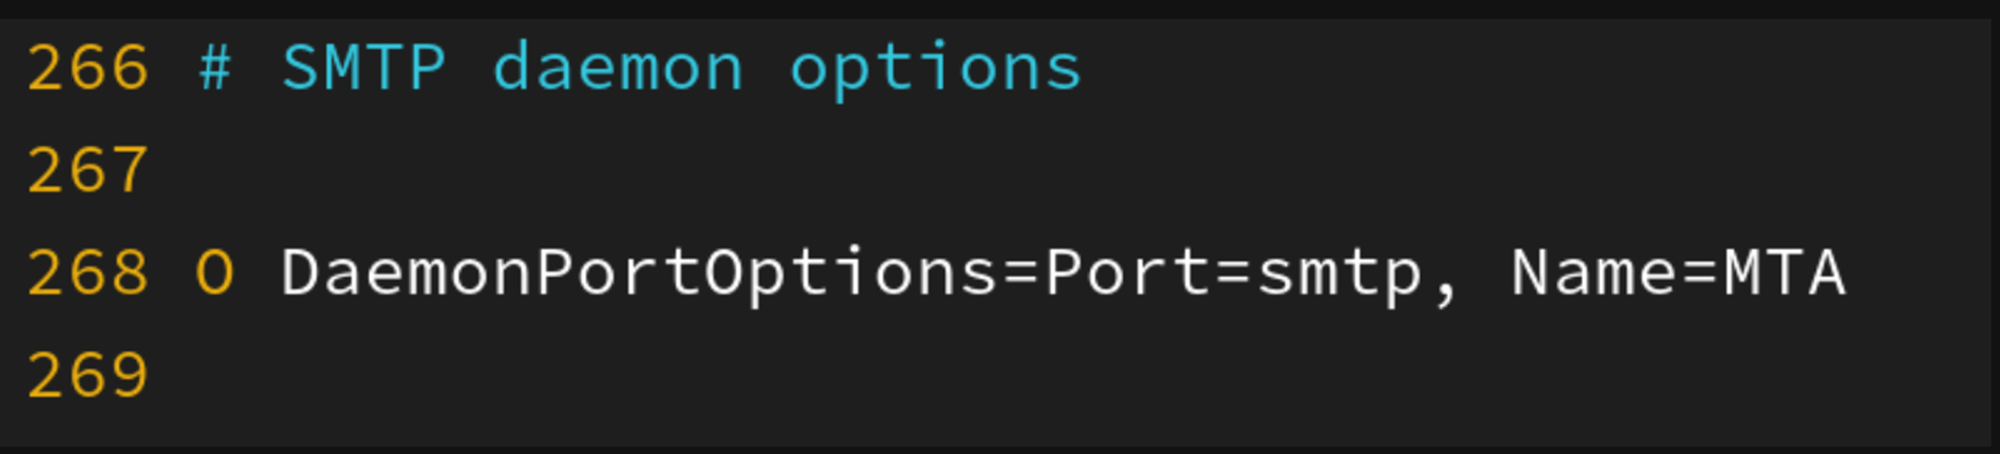 266 # SMTP daemon options
267
268 O DaemonPortOptions=Port=smtp, Name=MTA
269